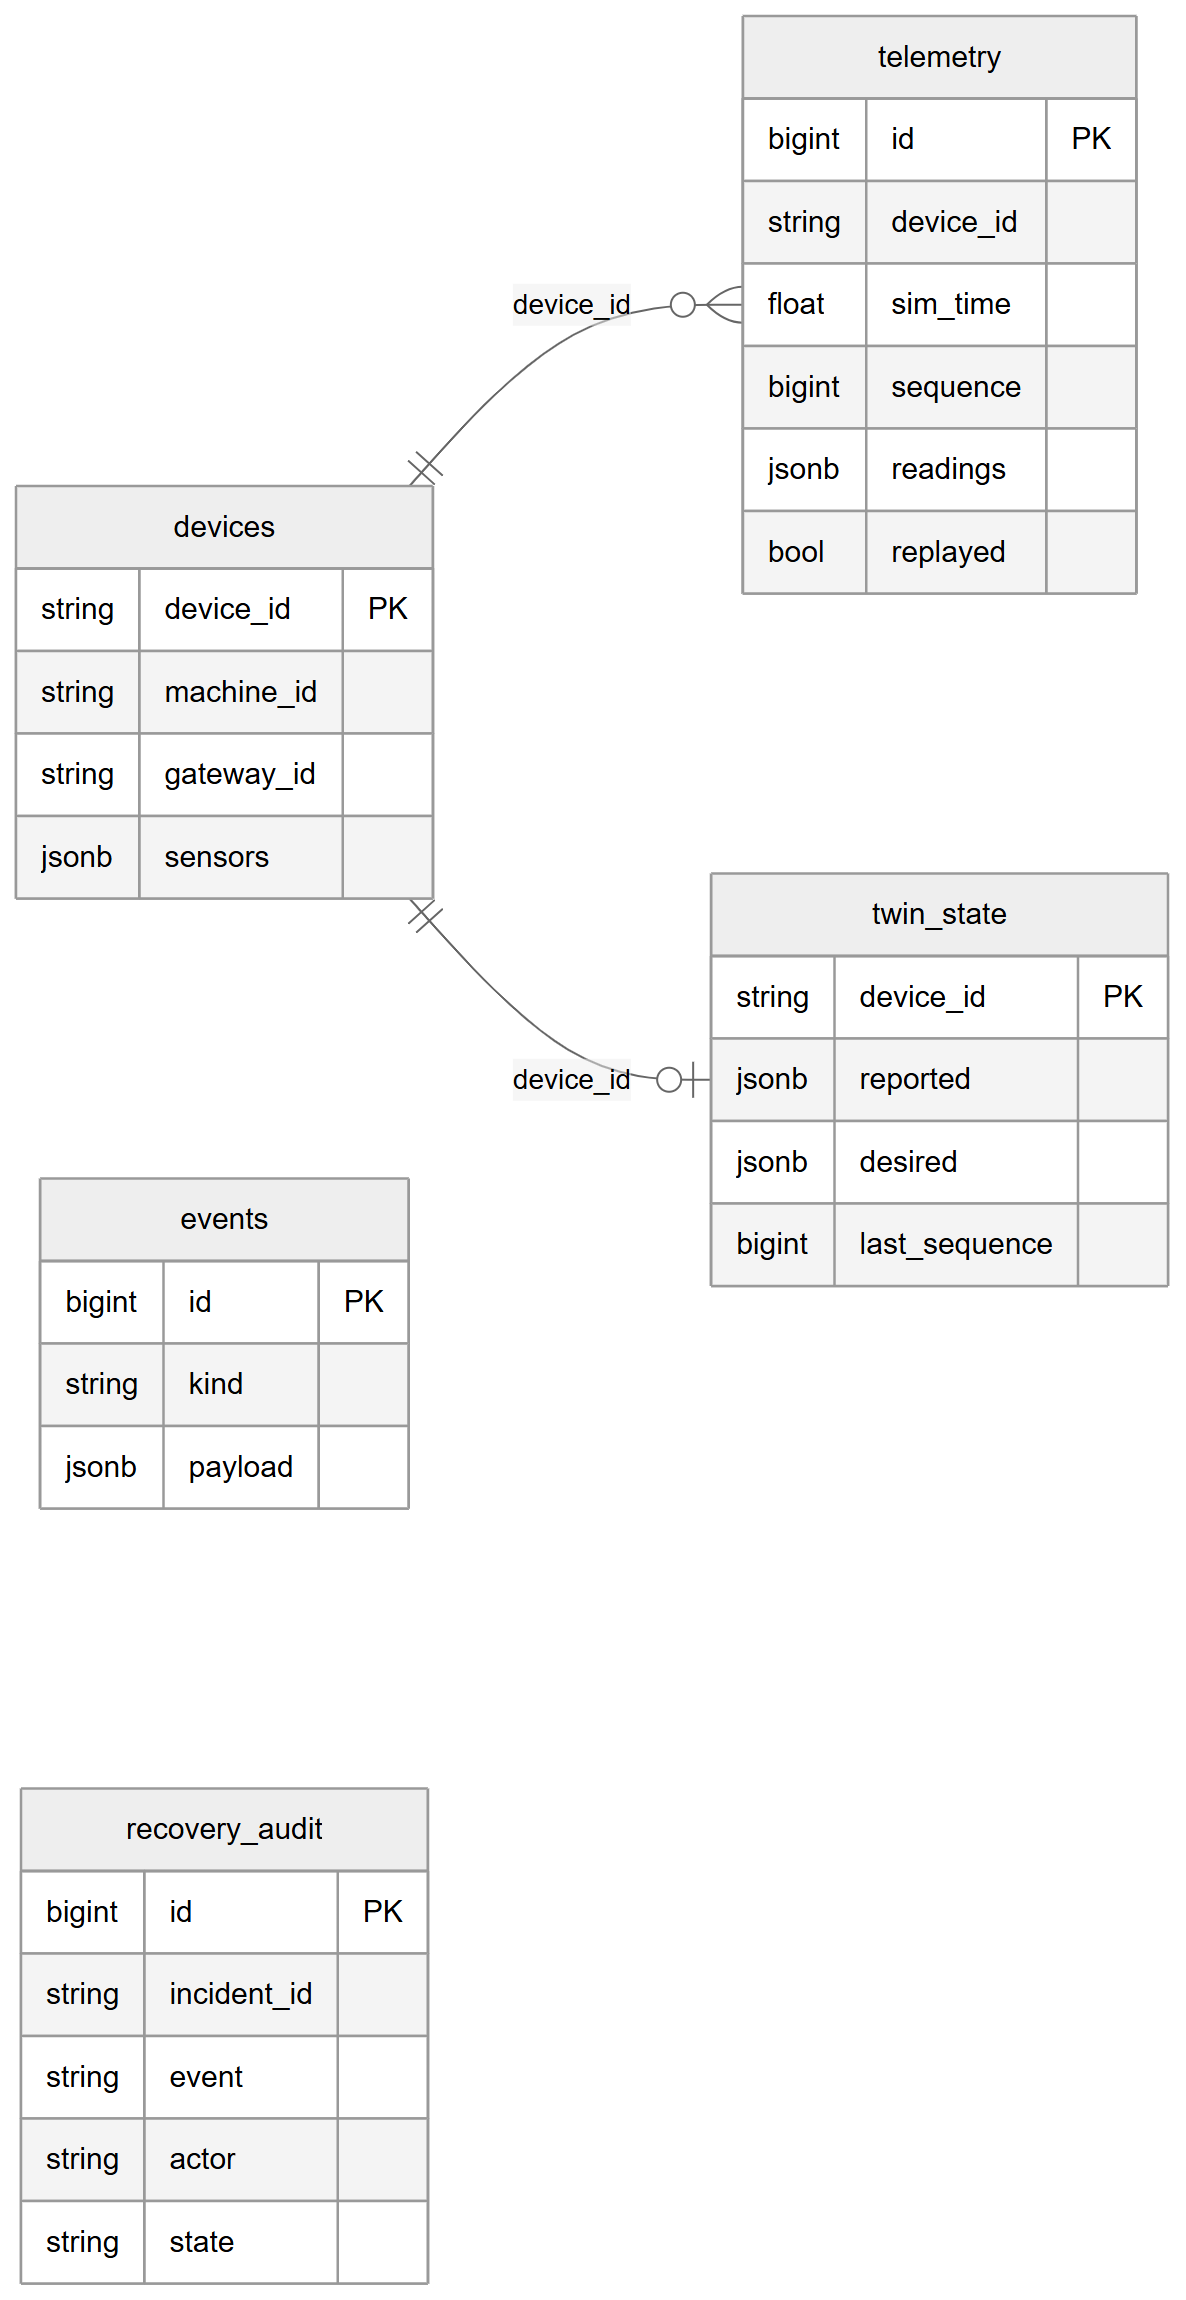 telemetry
bigint id PK
string device_id
float sim_time
bigint sequence
jsonb readings
bool replayed
device_id
devices
string device_id PK
string machine_id
string gateway_id
jsonb sensors
twin_state
string device_id PK
jsonb reported
jsonb desired
bigint last_sequence
device_id
events
bigint id PK
string kind
jsonb payload
recovery_audit
bigint id PK
string incident_id
string event
string actor
string state